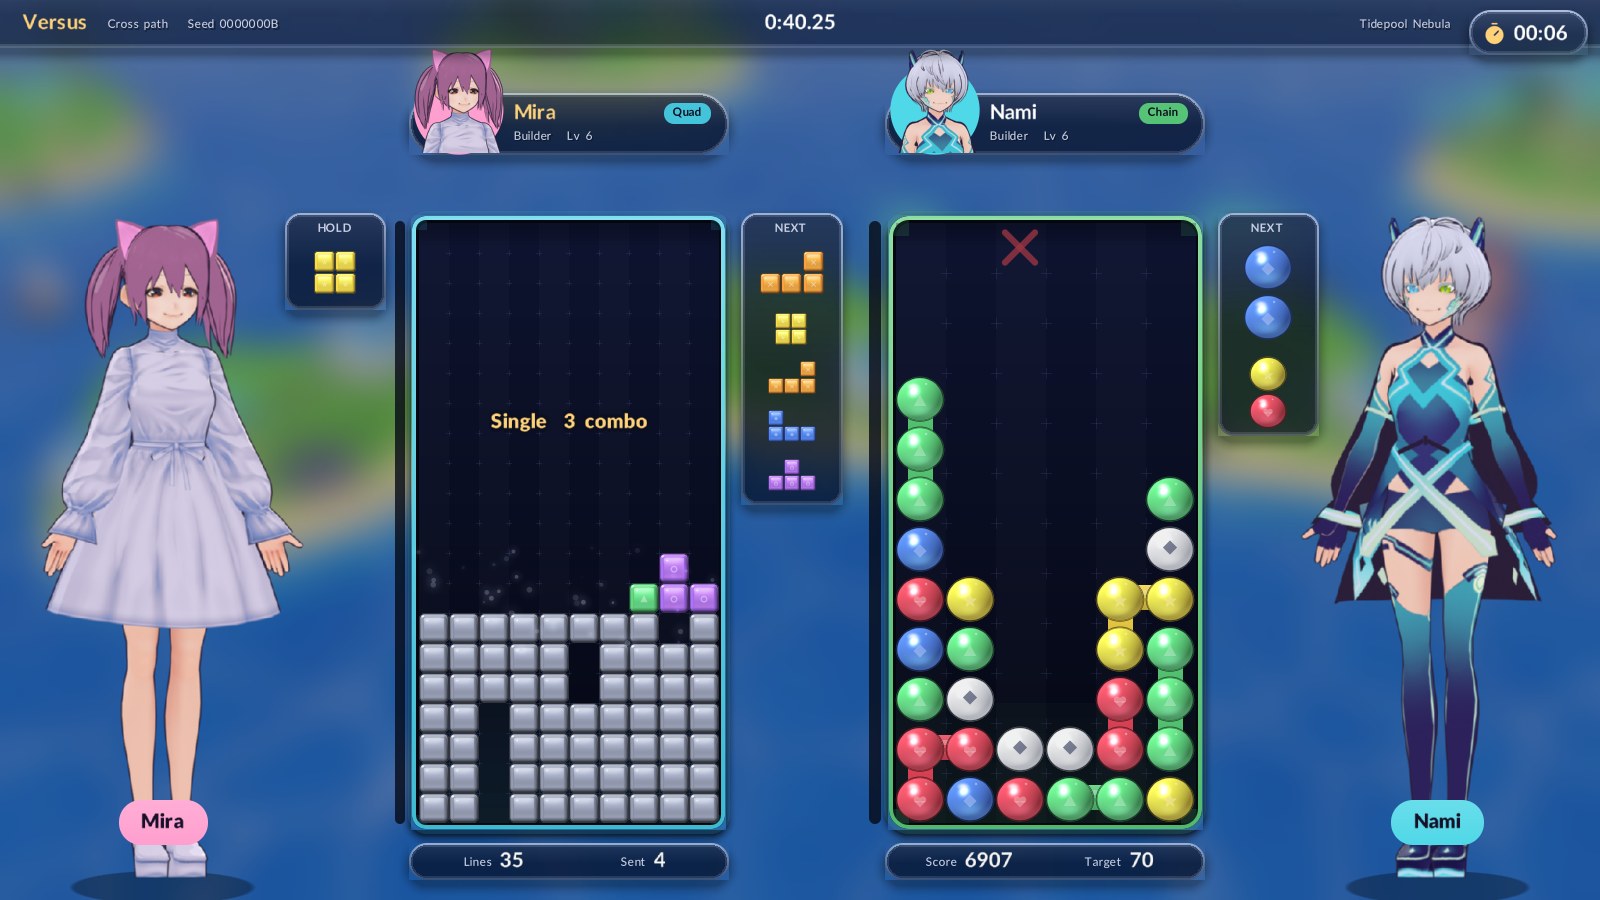 Versus Cross path Seed 0000000B
0:40.25
Tidepool Nebula
00:06
Mira Quad
Builder Lv 6
Nami Chain
Builder Lv 6
HOLD
NEXT
NEXT
Single 3 combo
Mira
Nami
Lines 35 Sent 4
Score 6907 Target 70